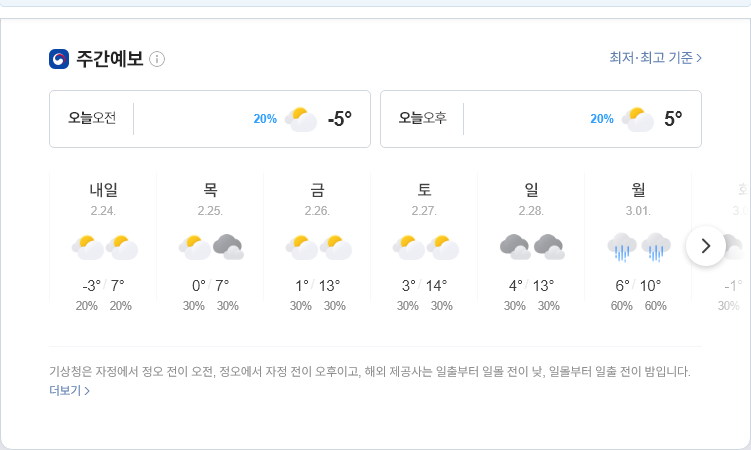 주간예보
최저·최고 기준
오늘오전 20% -5°
오늘오후 20% 5°
내일 목 금 토 일 월 화
2.24. 2.25. 2.26. 2.27. 2.28. 3.01.
-3° / 7° 0° / 7° 1° / 13° 3° / 14° 4° / 13° 6° / 10° -1°
20% 20% 30% 30% 30% 30% 30% 30% 30% 30% 60% 60% 30%
기상청은 자정에서 정오 전이 오전, 정오에서 자정 전이 오후이고, 해외 제공사는 일출부터 일몰 전이 낮, 일몰부터 일출 전이 밤입니다.
더보기